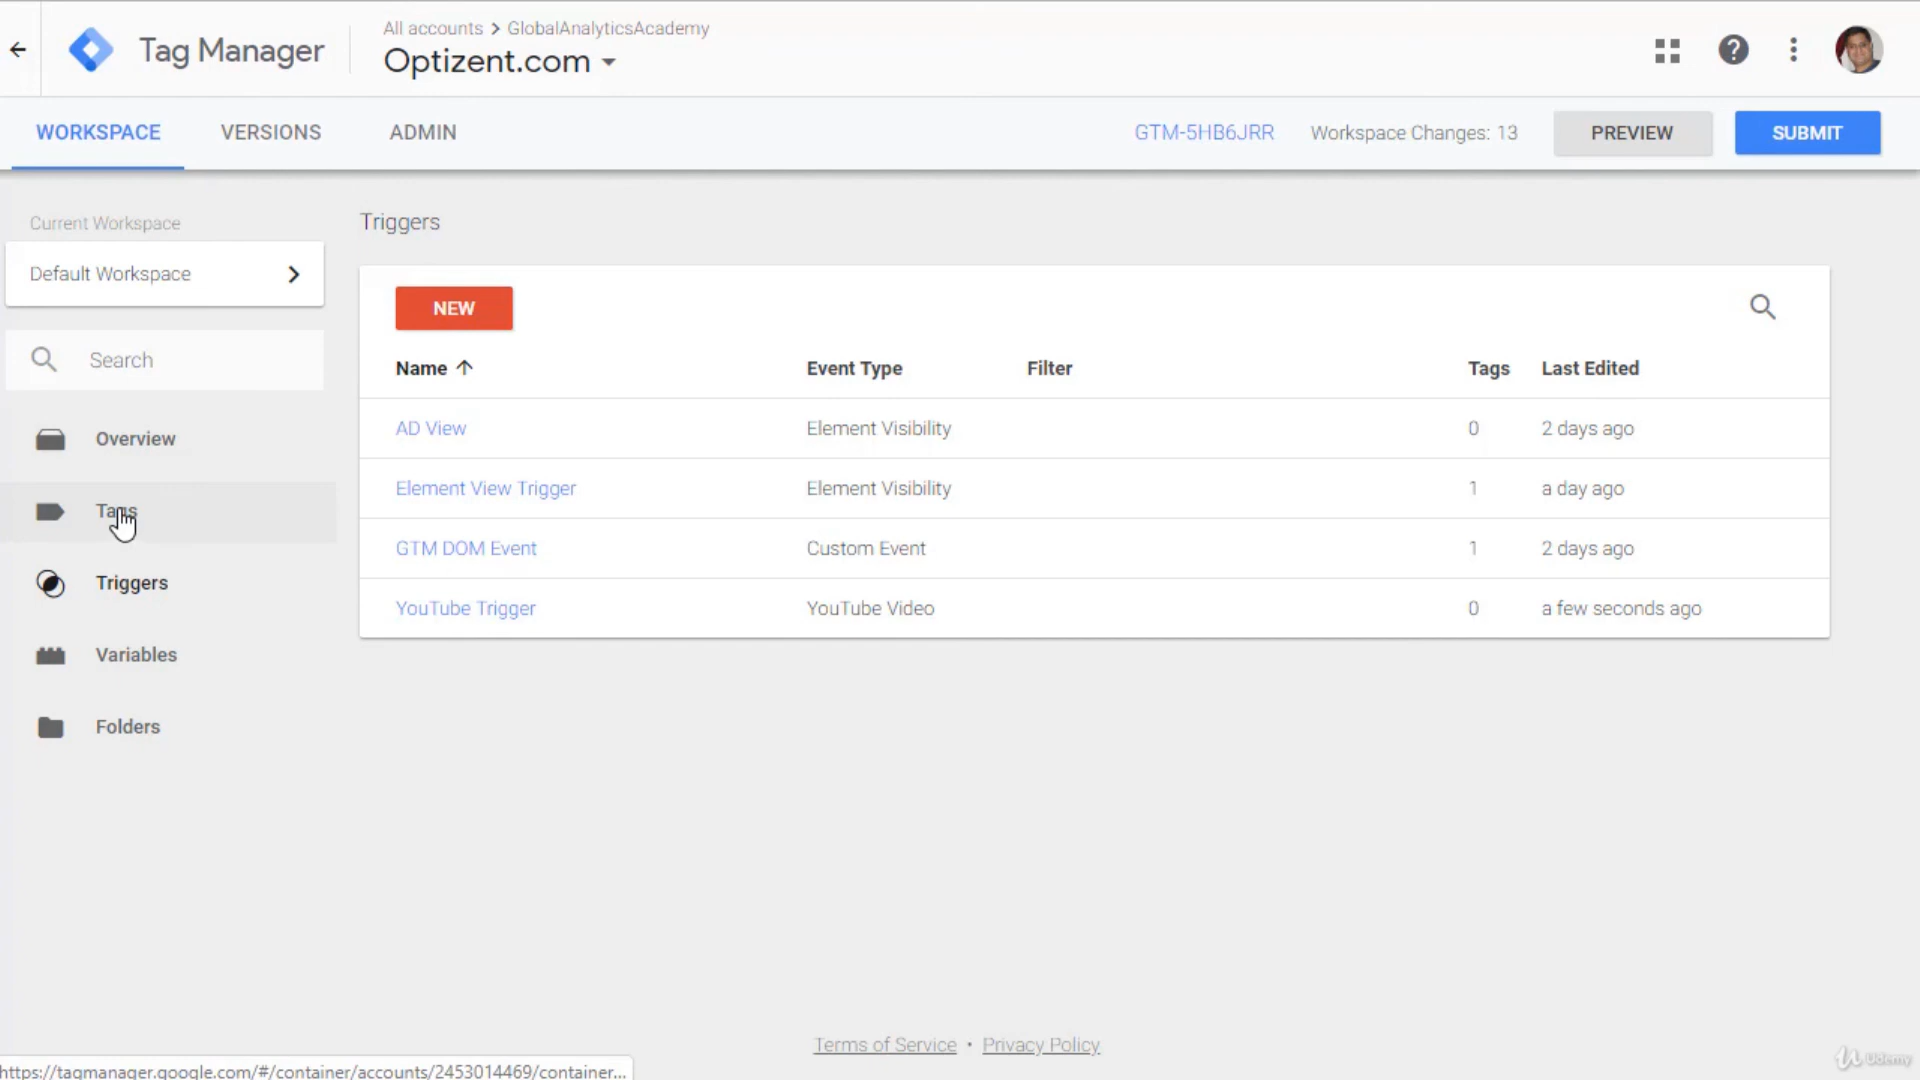 Tag Manager
All accounts > GlobalAnalyticsAcademy
Optizent.com
WORKSPACE VERSIONS ADMIN GTM-5HB6JRR Workspace Changes: 13 PREVIEW SUBMIT
Current Workspace
Default Workspace
Search
Overview
Tags
Triggers
Variables
Folders
Triggers
NEW
Name Event Type Filter Tags Last Edited
AD View Element Visibility 0 2 days ago
Element View Trigger Element Visibility 1 a day ago
GTM DOM Event Custom Event 1 2 days ago
YouTube Trigger YouTube Video 0 a few seconds ago
Terms of Service • Privacy Policy
https://tagmanager.google.com/#/container/accounts/2453014469/container...
Udemy